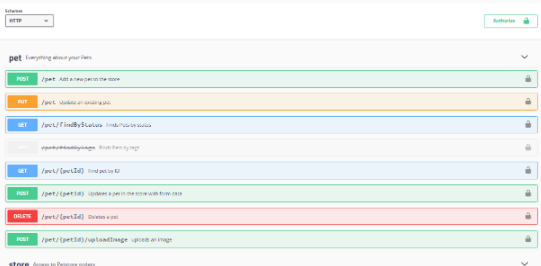 Schemes
HTTP
Authorize
pet Everything about your Pets
POST /pet Add a new pet to the store
PUT /pet Update an existing pet
GET /pet/findByStatus Finds Pets by status
/pet/findByTags Finds Pets by tags
GET /pet/{petId} Find pet by ID
POST /pet/{petId} Updates a pet in the store with form data
DELETE /pet/{petId} Deletes a pet
POST /pet/{petId}/uploadImage uploads an image
store Access to Petstore orders